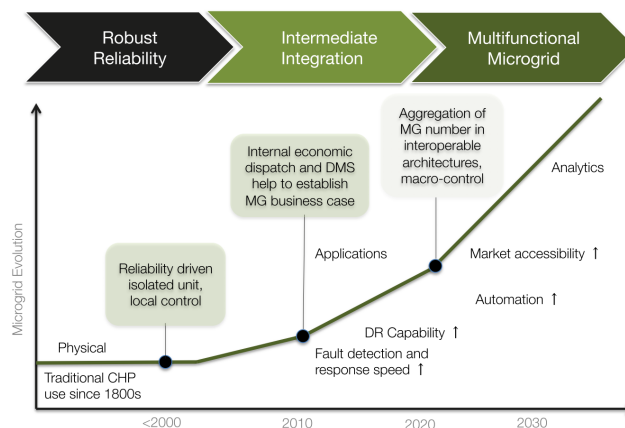 Robust
Reliability
Intermediate
Integration
Multifunctional
Microgrid
Aggregation of
MG number in
interoperable
architectures,
macro-control
Internal economic
dispatch and DMS
help to establish
MG business case
Analytics
Reliability driven
isolated unit,
local control
Applications
Market accessibility ↑
Automation ↑
Microgrid Evolution
Physical
DR Capability ↑
Fault detection and
response speed ↑
Traditional CHP
use since 1800s
<2000
2010
2020
2030